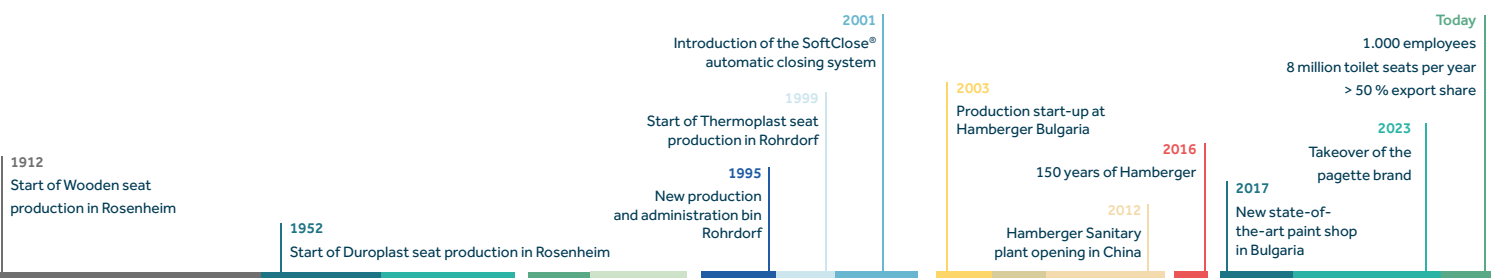 1912
Start of Wooden seat
production in Rosenheim
1952
Start of Duroplast seat production in Rosenheim
1995
New production
and administration bin
Rohrdorf
1999
Start of Thermoplast seat
production in Rohrdorf
2001
Introduction of the SoftClose®
automatic closing system
2003
Production start-up at
Hamberger Bulgaria
2012
Hamberger Sanitary
plant opening in China
2016
150 years of Hamberger
2017
New state-of-
the-art paint shop
in Bulgaria
2023
Takeover of the
pagette brand
Today
1.000 employees
8 million toilet seats per year
> 50 % export share